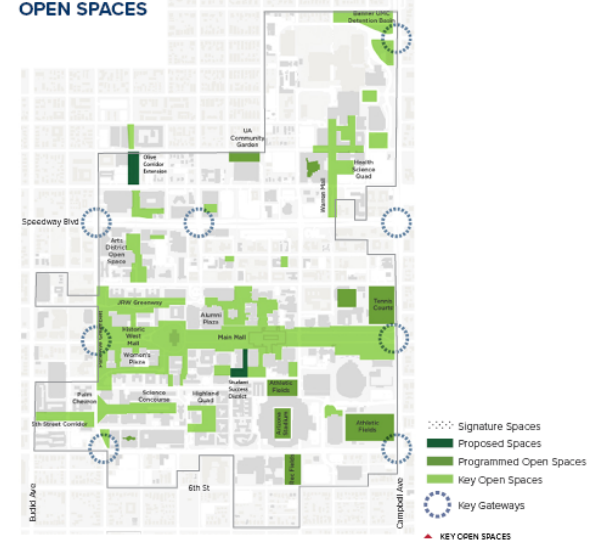 OPEN SPACES
Banner UMC
Detention Basin
UA
Community
Garden
Olive
Corridor
Extension
Health
Science
Quad
Warren Mall
Speedway Blvd
Arts
District
Open
Space
JRW Greenway
Tennis
Courts
Alumni
Plaza
Historic
West
Mall
Main Mall
Women's
Plaza
Student
Success
District
Athletic
Fields
Palm
Science
Concourse
Highland
Quad
5th Street Corridor
Arizona
Stadium
Athletic
Fields
Rec Fields
6th St
Euclid Ave
Campbell Ave
Signature Spaces
Proposed Spaces
Programmed Open Spaces
Key Open Spaces
Key Gateways
KEY OPEN SPACES